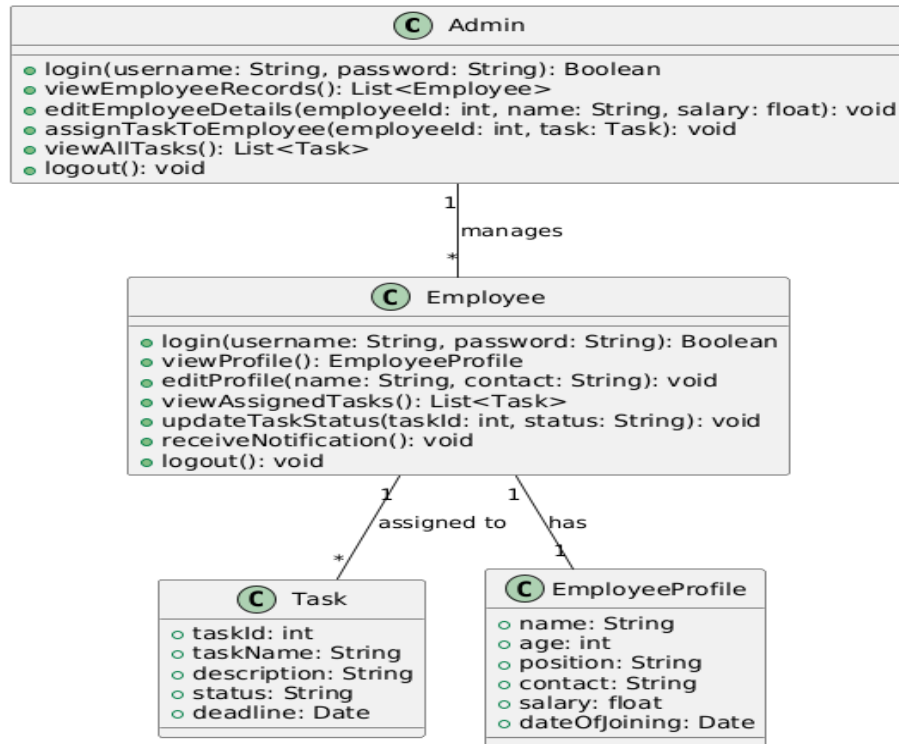 C Admin
login(username: String, password: String): Boolean
viewEmployeeRecords(): List<Employee>
editEmployeeDetails(employeeId: int, name: String, salary: float): void
assignTaskToEmployee(employeeId: int, task: Task): void
viewAllTasks(): List<Task>
logout(): void
1
manages
*
C Employee
login(username: String, password: String): Boolean
viewProfile(): EmployeeProfile
editProfile(name: String, contact: String): void
viewAssignedTasks(): List<Task>
updateTaskStatus(taskId: int, status: String): void
receiveNotification(): void
logout(): void
1
assigned to
*
1
has
1
C Task
taskId: int
taskName: String
description: String
status: String
deadline: Date
C EmployeeProfile
name: String
age: int
position: String
contact: String
salary: float
dateOfJoining: Date